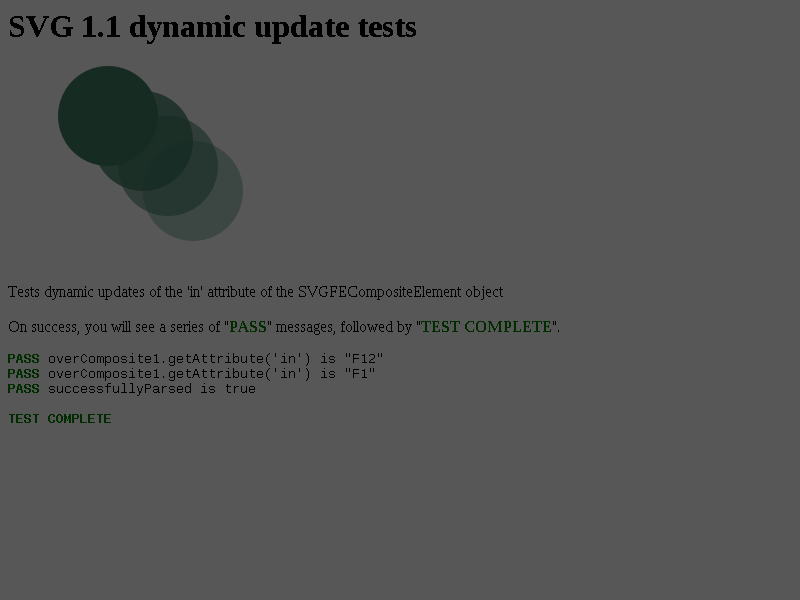 SVG 1.1 dynamic update tests
Tests dynamic updates of the 'in' attribute of the SVGFECompositeElement object
On success, you will see a series of "PASS" messages, followed by "TEST COMPLETE".
PASS overComposite1.getAttribute('in') is "F12"
PASS overComposite1.getAttribute('in') is "F1"
PASS successfullyParsed is true
TEST COMPLETE